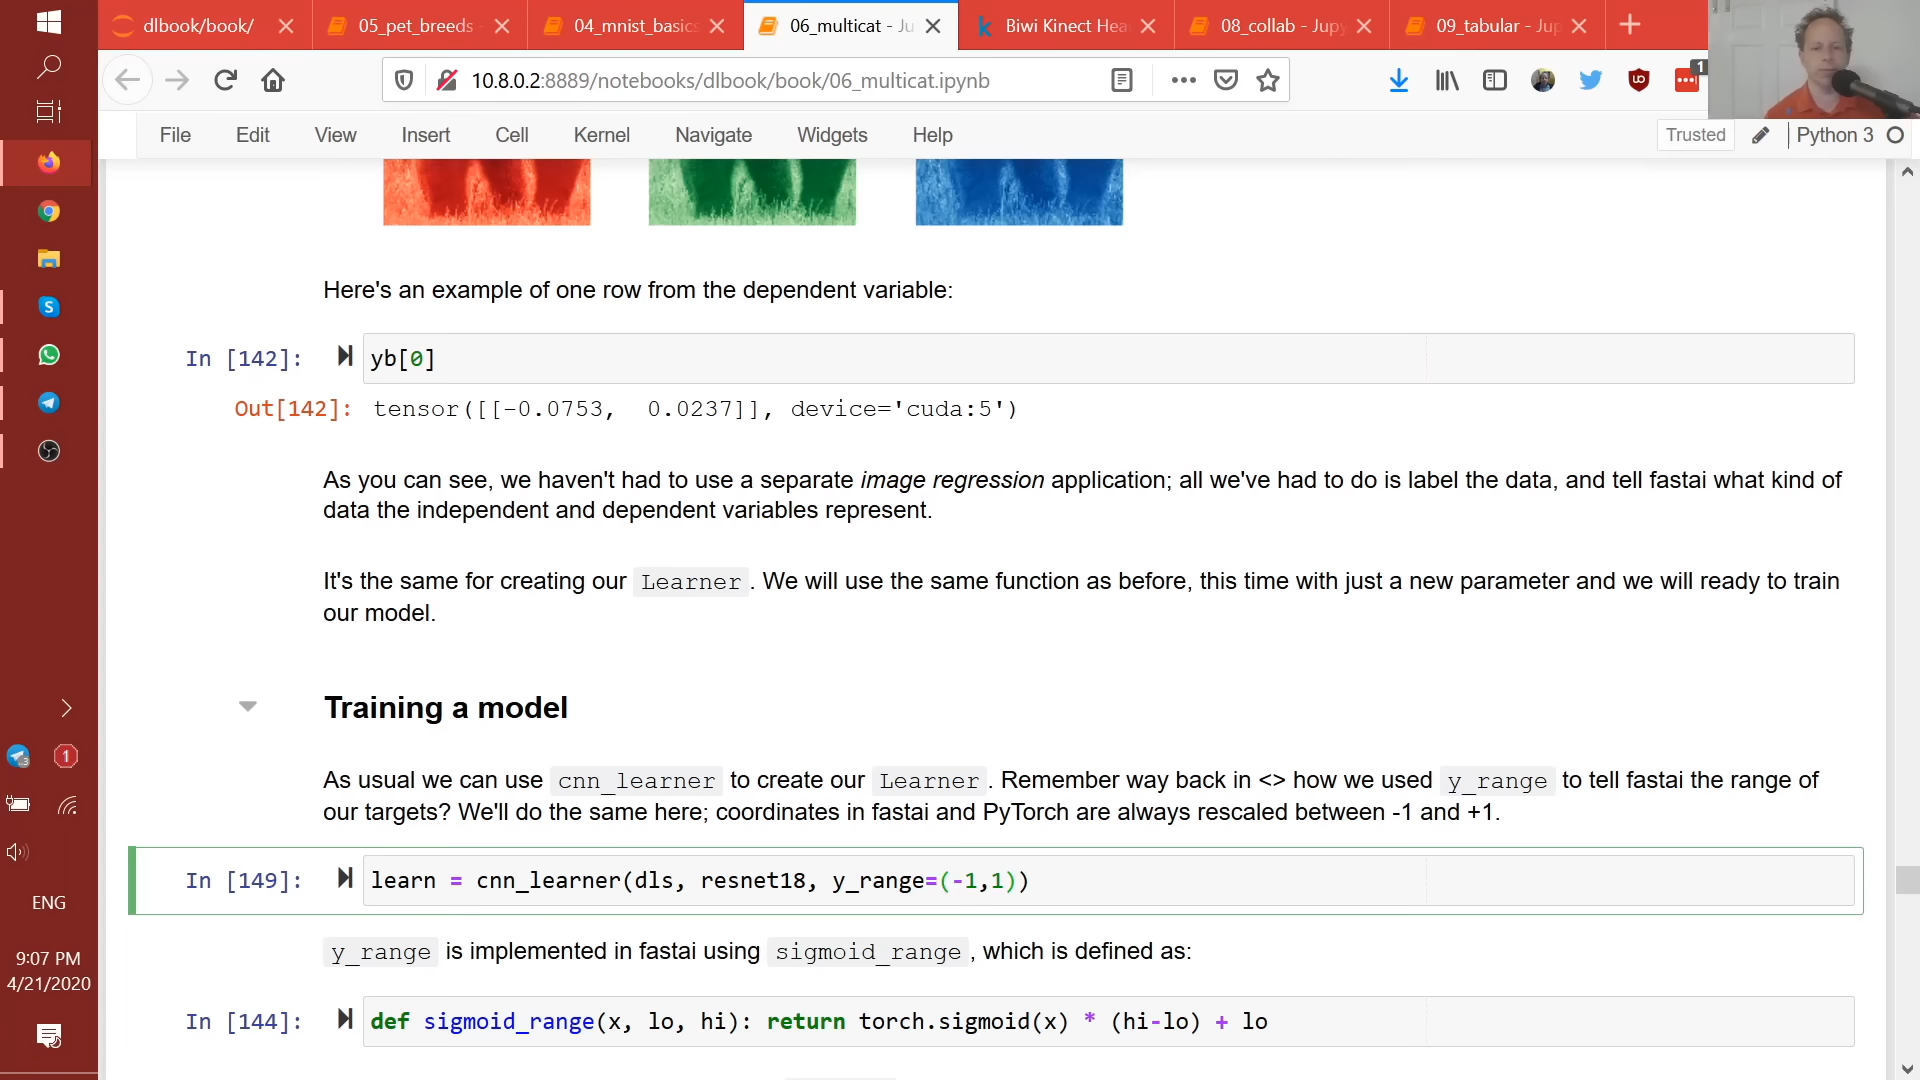 dlbook/book/
05_pet_breeds -
04_mnist_basics
06_multicat - Ju
Biwi Kinect Hea
08_collab - Jupy
09_tabular - Jup
10.8.0.2:8889/notebooks/dlbook/book/06_multicat.ipynb
1
File Edit View Insert Cell Kernel Navigate Widgets Help
Trusted
Python 3
Here's an example of one row from the dependent variable:
In [142]: yb[0]
Out[142]: tensor([[-0.0753, 0.0237]], device='cuda:5')
As you can see, we haven't had to use a separate image regression application; all we've had to do is label the data, and tell fastai what kind of
data the independent and dependent variables represent.
It's the same for creating our Learner. We will use the same function as before, this time with just a new parameter and we will ready to train
our model.
Training a model
As usual we can use cnn_learner to create our Learner. Remember way back in <> how we used y_range to tell fastai the range of
our targets? We'll do the same here; coordinates in fastai and PyTorch are always rescaled between -1 and +1.
In [149]: learn = cnn_learner(dls, resnet18, y_range=(-1,1))
y_range is implemented in fastai using sigmoid_range, which is defined as:
In [144]: def sigmoid_range(x, lo, hi): return torch.sigmoid(x) * (hi-lo) + lo
3
1
ENG
9:07 PM
4/21/2020